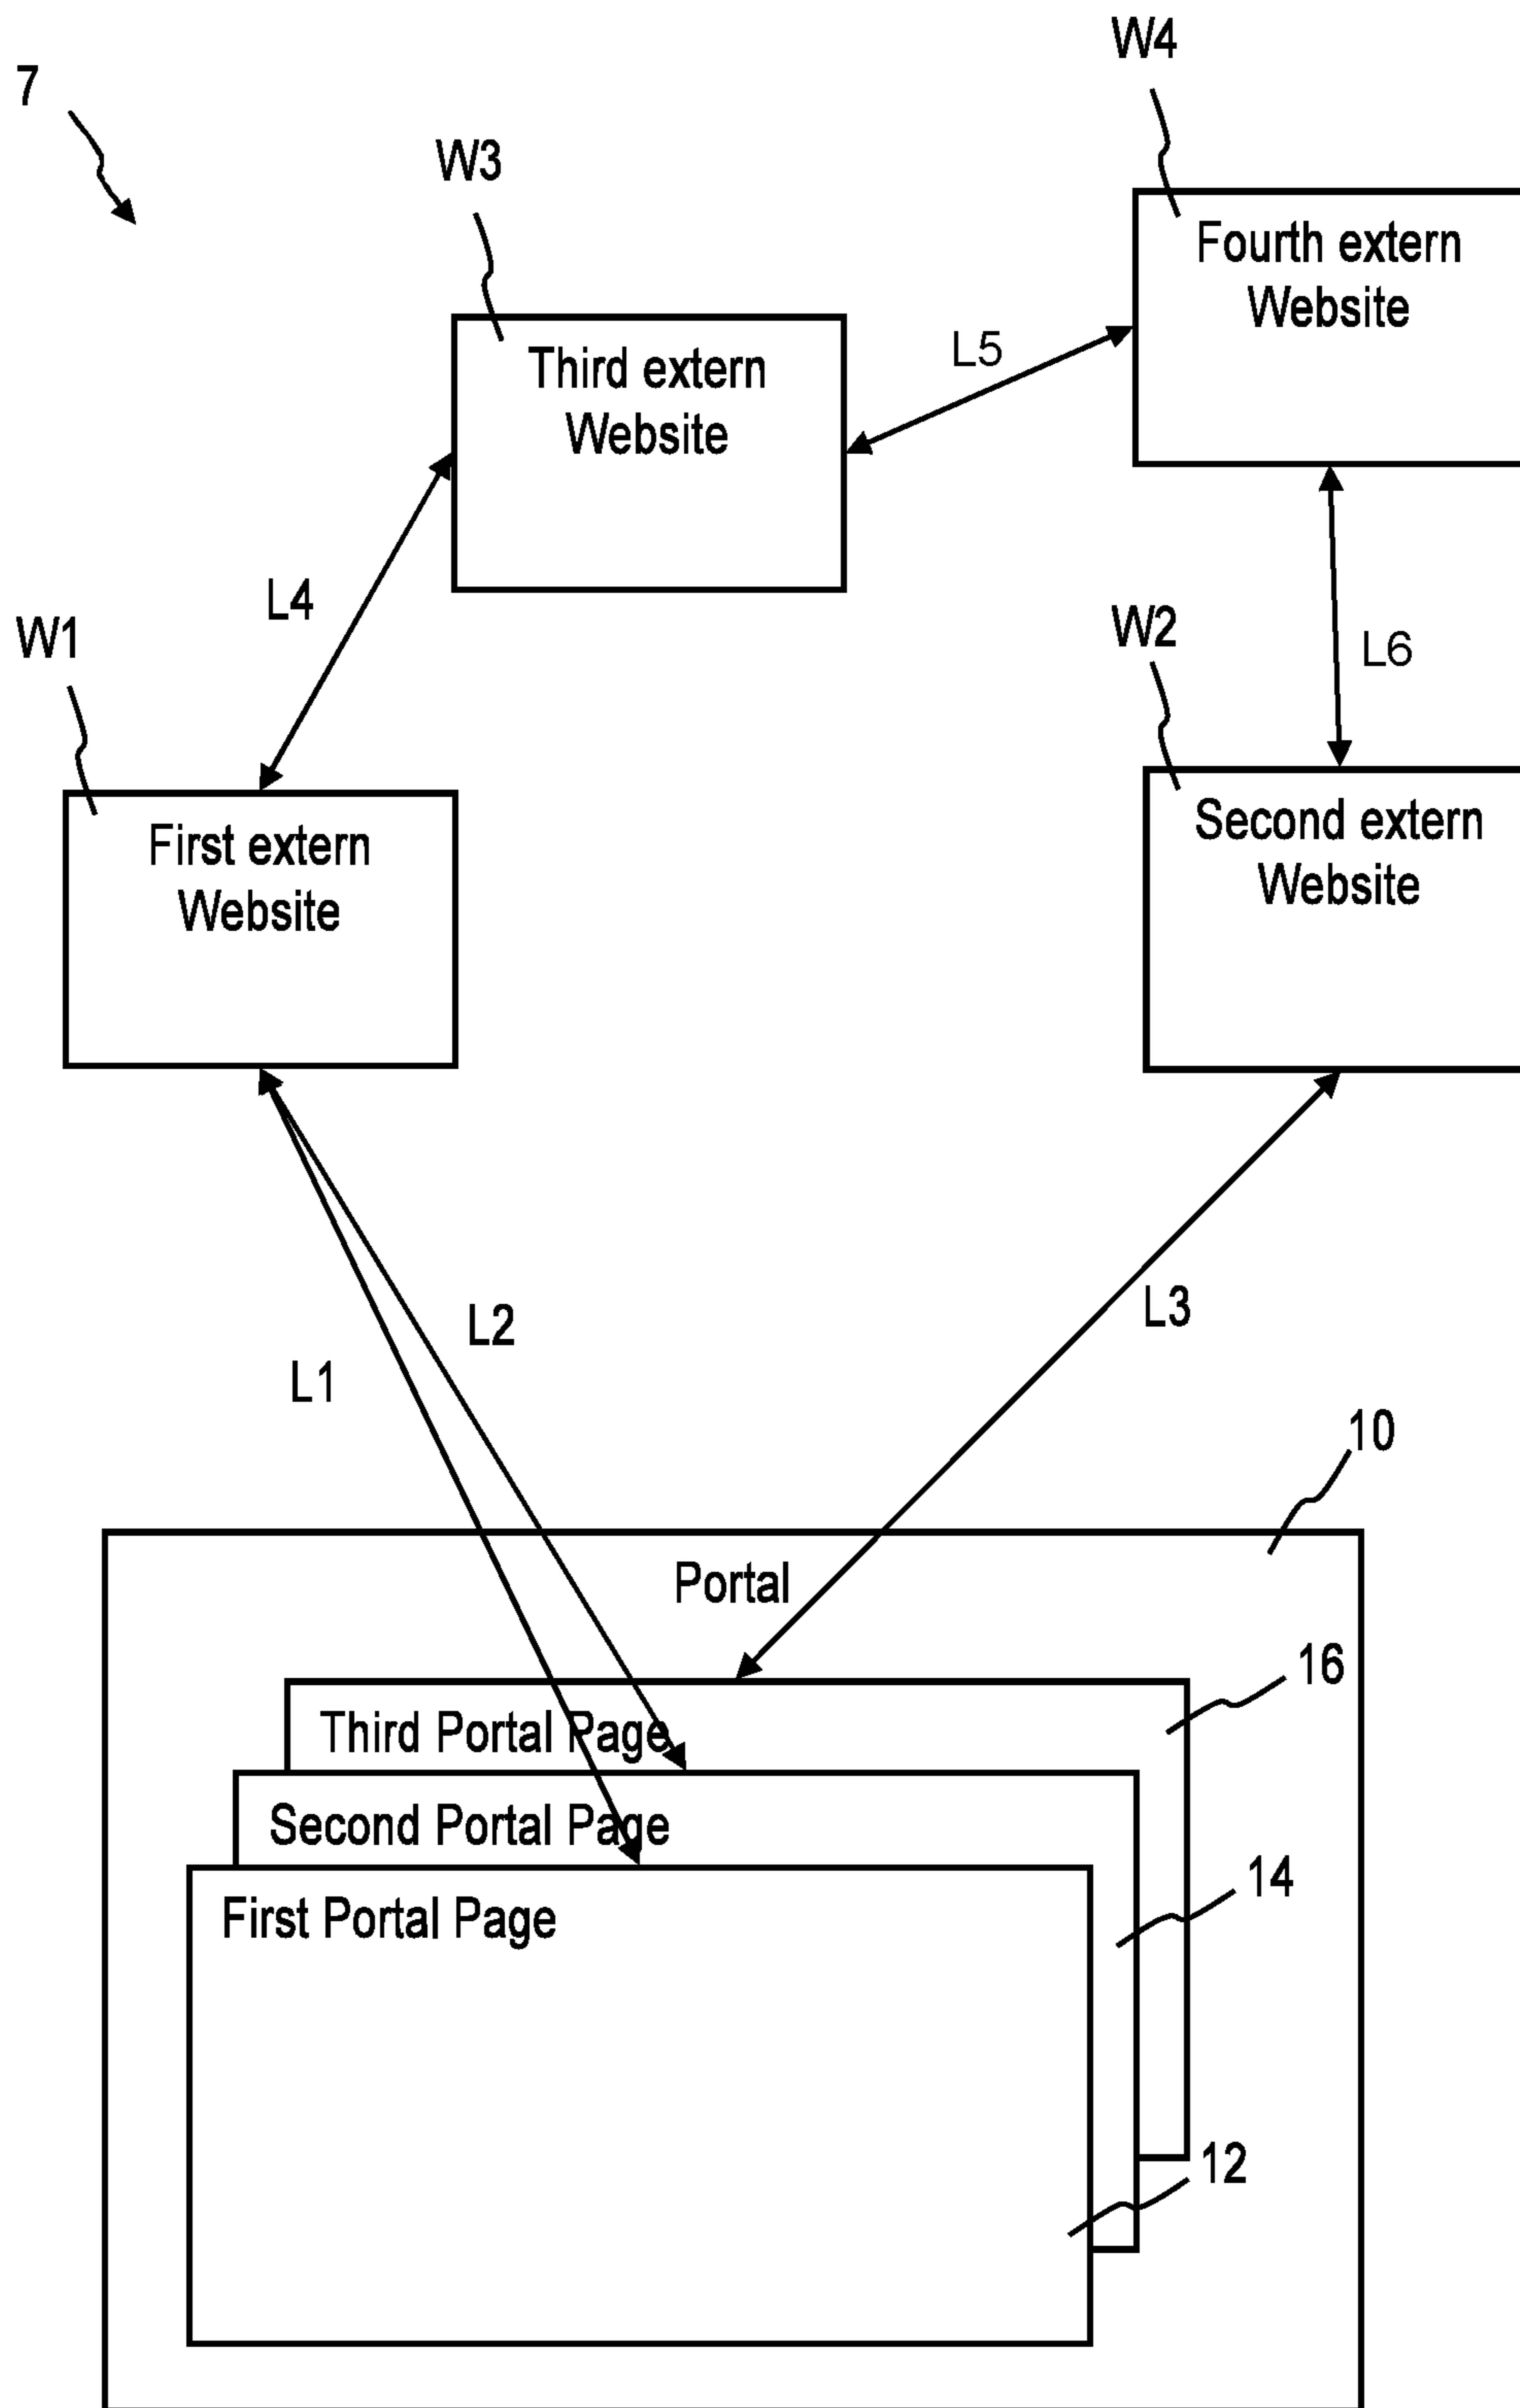 W4
7
W3
Fourth extern
Website
L5
Third extern
Website
L4
W1
W2
L6
First extern
Website
Second extern
Website
L2
L3
L1
10
Portal
16
Third Portal Page
Second Portal Page
14
First Portal Page
12